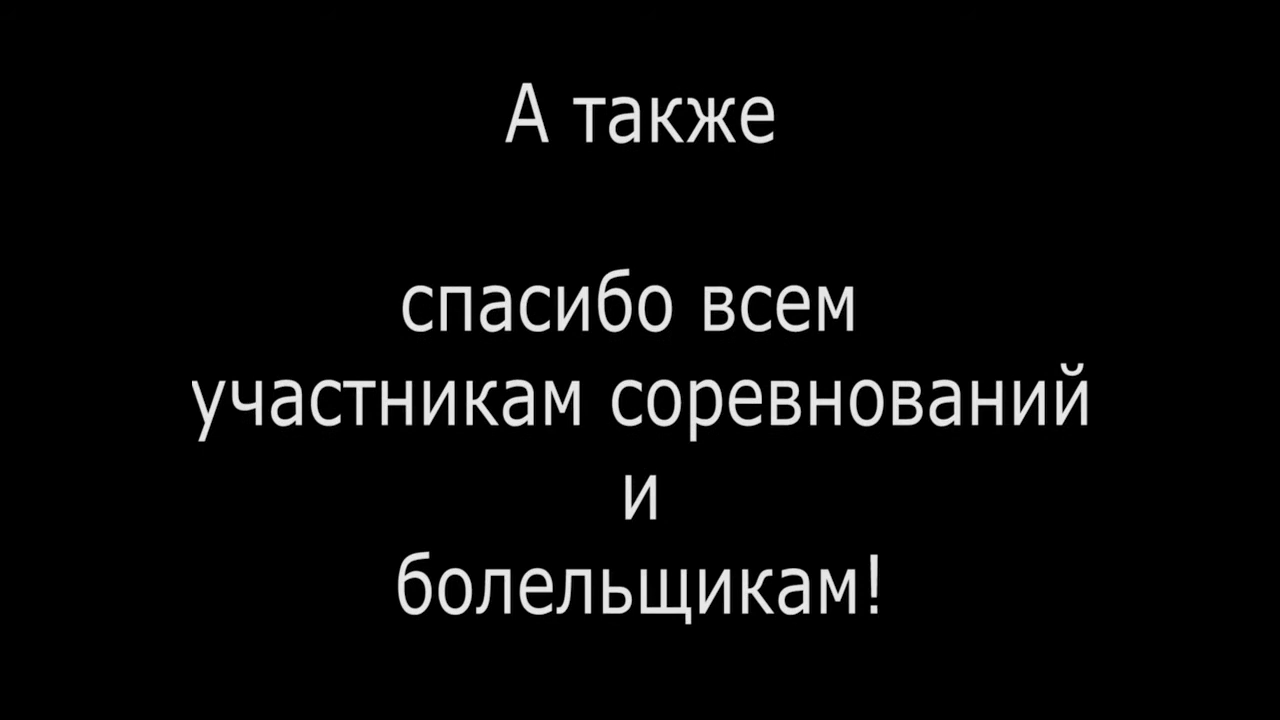 А также
спасибо всем
участникам соревнований
и
болельщикам!